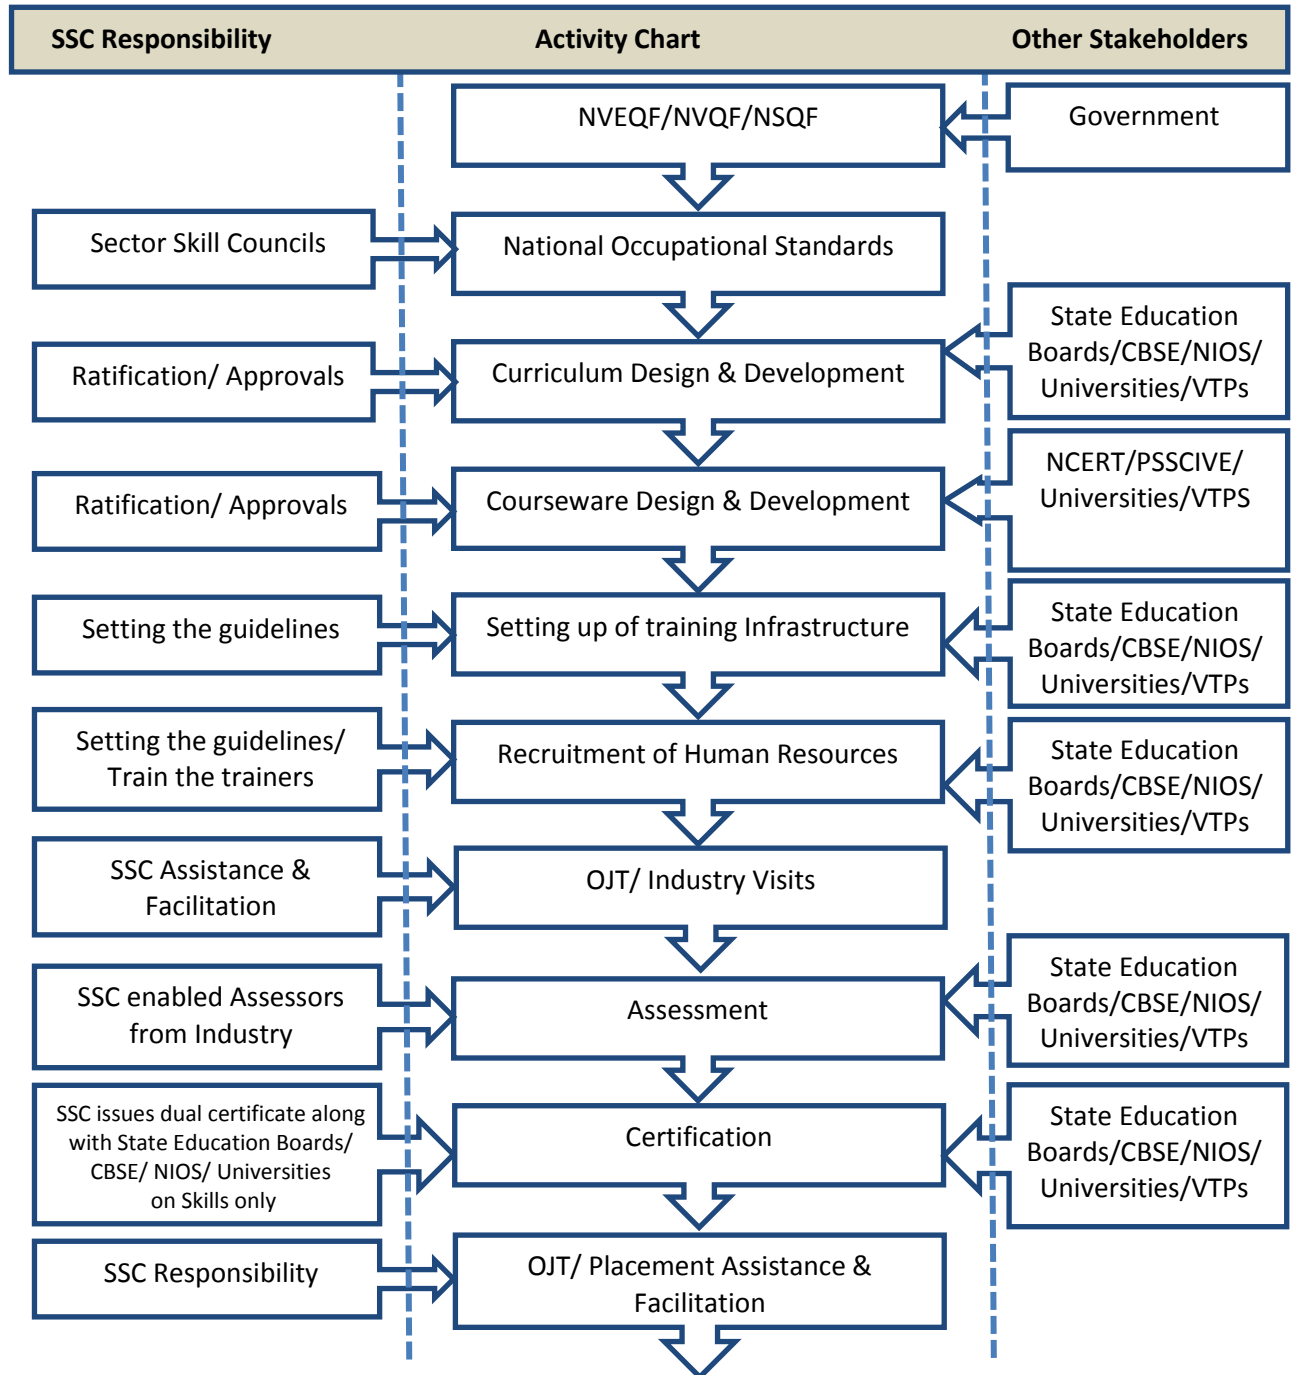 SSC Responsibility
Activity Chart
Other Stakeholders
NVEQF/NVQF/NSQF
Government
Sector Skill Councils
National Occupational Standards
Ratification/ Approvals
Curriculum Design & Development
State Education
Boards/CBSE/NIOS/
Universities/VTPs
Ratification/ Approvals
Courseware Design & Development
NCERT/PSSCIVE/
Universities/VTPS
Setting the guidelines
Setting up of training Infrastructure
State Education
Boards/CBSE/NIOS/
Universities/VTPs
Setting the guidelines/
Train the trainers
Recruitment of Human Resources
State Education
Boards/CBSE/NIOS/
Universities/VTPs
SSC Assistance &
Facilitation
OJT/ Industry Visits
SSC enabled Assessors
from Industry
Assessment
State Education
Boards/CBSE/NIOS/
Universities/VTPs
SSC issues dual certificate along
with State Education Boards/
CBSE/ NIOS/ Universities
on Skills only
Certification
State Education
Boards/CBSE/NIOS/
Universities/VTPs
SSC Responsibility
OJT/ Placement Assistance &
Facilitation